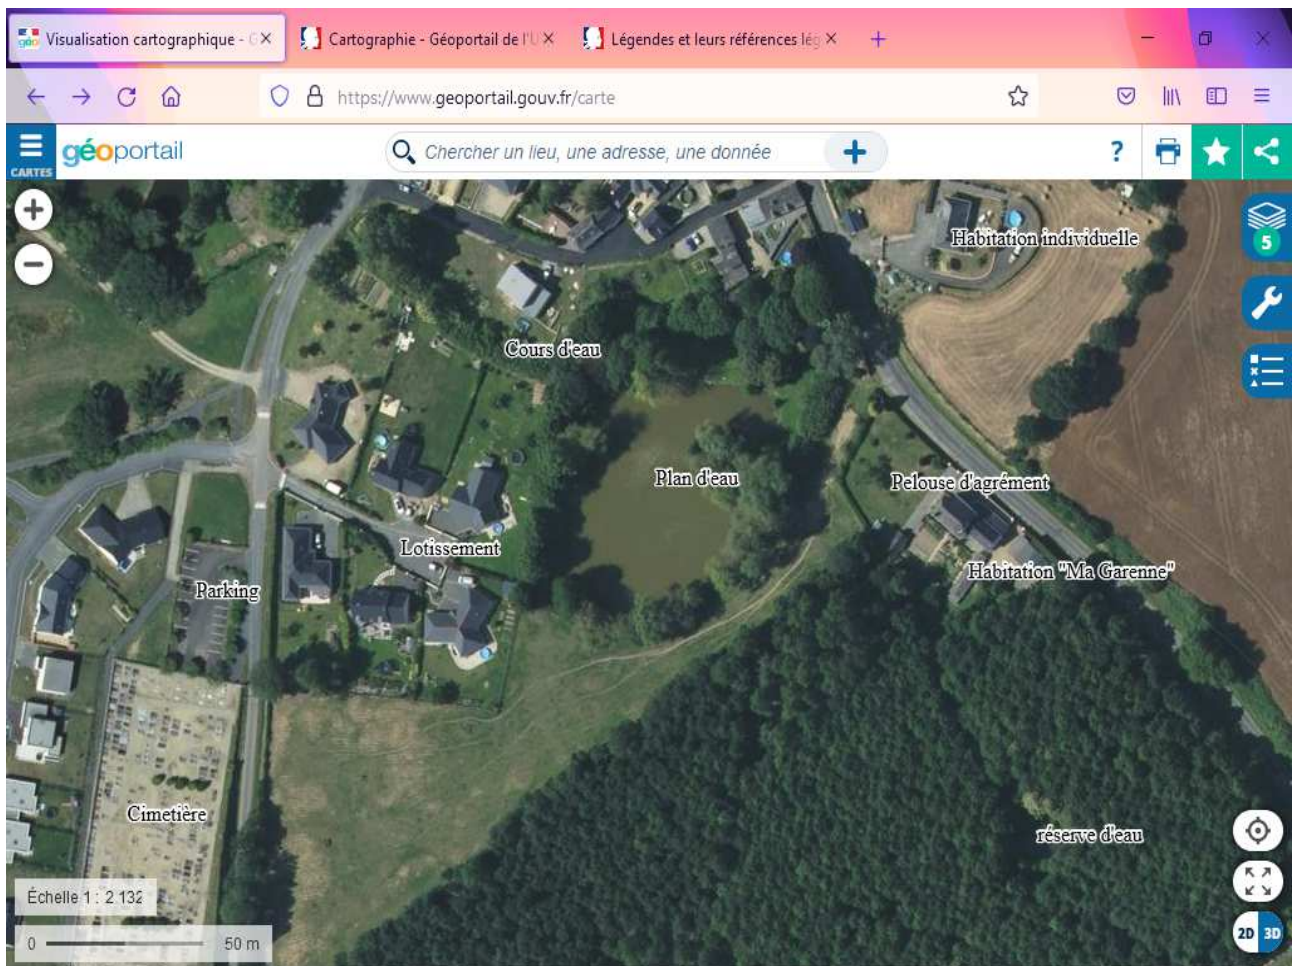 Visualisation cartographique - G
Cartographie - Géoportail de l'U
Légendes et leurs références lég
https://www.geoportail.gouv.fr/carte
CARTES
géoportail
Chercher un lieu, une adresse, une donnée
?
5
Habitation individuelle
Cours d'eau
Plan d'eau
Pelouse d'agrément
Lotissement
Habitation "Ma Garenne"
Parking
Cimetière
réserve d'eau
Échelle 1 : 2 132
0 50 m
2D 3D